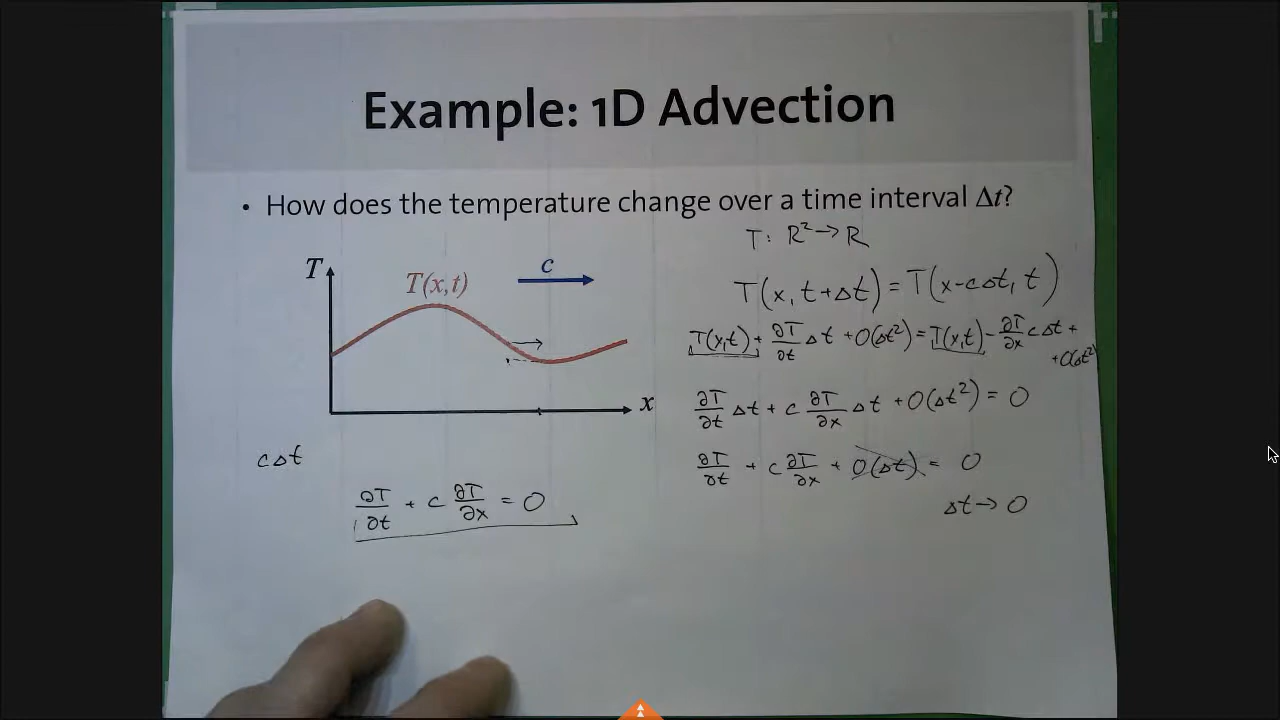 Example: 1D Advection
• How does the temperature change over a time interval Δt?
T: R² → R
T
T(x,t)
c
T(x, t+Δt) = T(x-cΔt, t)
T(x,t) + ∂T/∂t Δt + O(Δt²) = T(x,t) - ∂T/∂x cΔt +
+O(Δt²)
x
∂T/∂t Δt + c ∂T/∂x Δt + O(Δt²) = 0
cΔt
∂T/∂t + c ∂T/∂x + O(Δt) = 0
Δt → 0
∂T/∂t + c ∂T/∂x = 0